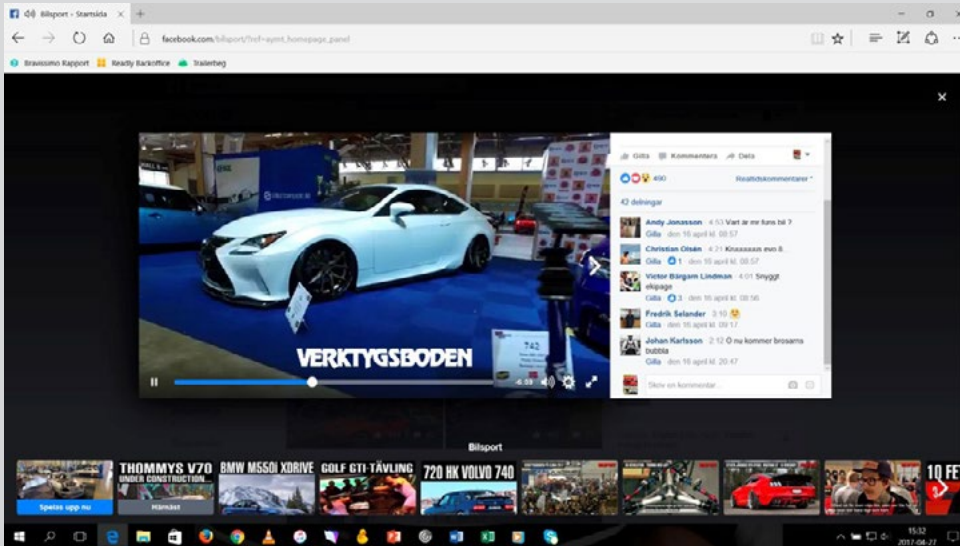 Bilsport - Startsida
facebook.com/bilsport/?ref=aymt_homepage_panel
Bravissimo Rapport Readly Backoffice Trailerbeg
VERKTYGSBODEN
742
-6:59
Gilla Kommentera Dela
490 Realtidskommentarer
42 delningar
Andy Jonasson 4:53 Vart är mr funs bil ?
Gilla · den 16 april kl. 08:57
Christian Olsén 4:21 Knaaaaaas evo 8..
Gilla · 1 · den 16 april kl. 08:57
Victor Bärgarn Lindman 4:01 Snyggt
ekipage
Gilla · 3 · den 16 april kl. 08:56
Fredrik Selander 3:19
Gilla · den 16 april kl. 09:17
Johan Karlsson 2:12 O nu kommer brosarns
bubbla
Gilla · den 16 april kl. 20:47
Skriv en kommentar...
Bilsport
Spelas upp nu
THOMMYS V70
UNDER CONSTRUCTION...
Härnäst
BMW M550i XDRIVE
GOLF GTI-TÄVLING
720 HK VOLVO 740
10 FE
15:32
2017-04-27